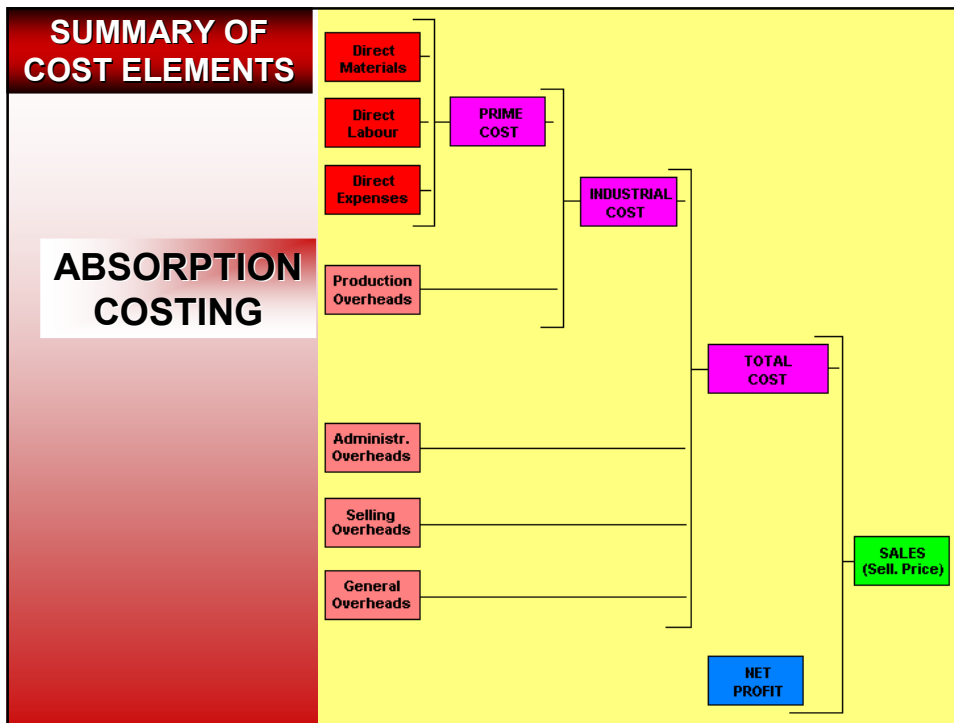 SUMMARY OF
COST ELEMENTS
ABSORPTION
COSTING
Direct
Materials
Direct
Labour
Direct
Expenses
PRIME
COST
INDUSTRIAL
COST
Production
Overheads
TOTAL
COST
Administr.
Overheads
Selling
Overheads
General
Overheads
SALES
(Sell. Price)
NET
PROFIT